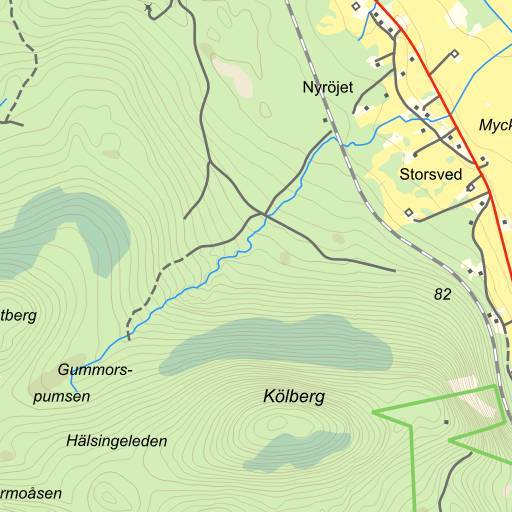 Nyröjet
Myck
Storsved
82
tberg
Gummors-
pumsen
Kölberg
Hälsingeleden
rmoåsen